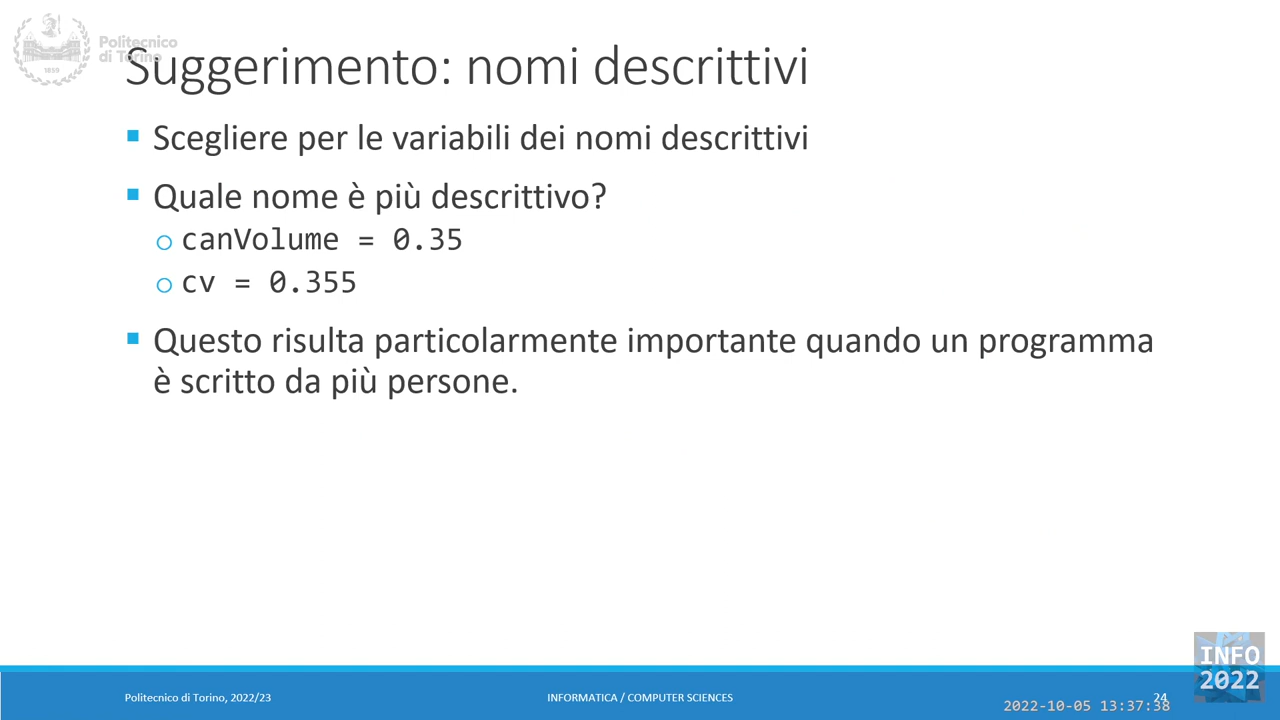 Politecnico
di Torino
1859
Suggerimento: nomi descrittivi
Scegliere per le variabili dei nomi descrittivi
Quale nome è più descrittivo?
canVolume = 0.35
cv = 0.355
Questo risulta particolarmente importante quando un programma
è scritto da più persone.
INFO
2022
Politecnico di Torino, 2022/23
INFORMATICA / COMPUTER SCIENCES
24
2022-10-05 13:37:38